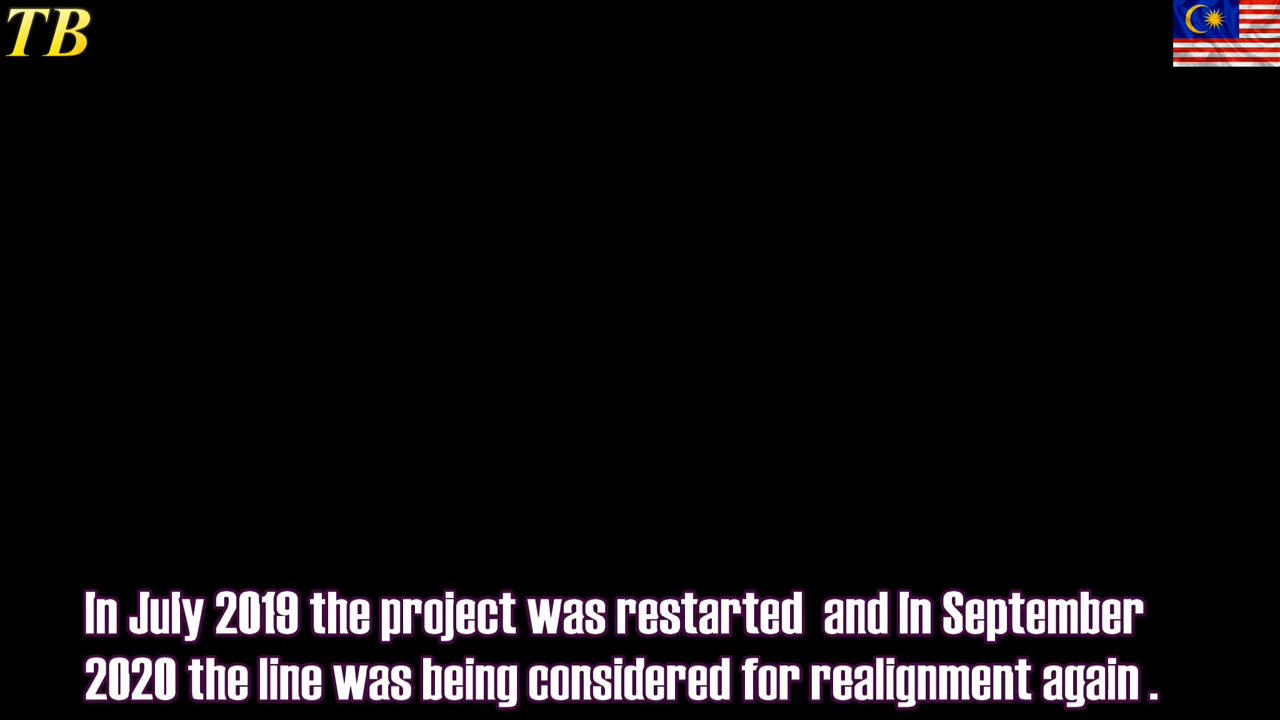 TB
In July 2019 the project was restarted  and In September
2020 the line was being considered for realignment again .